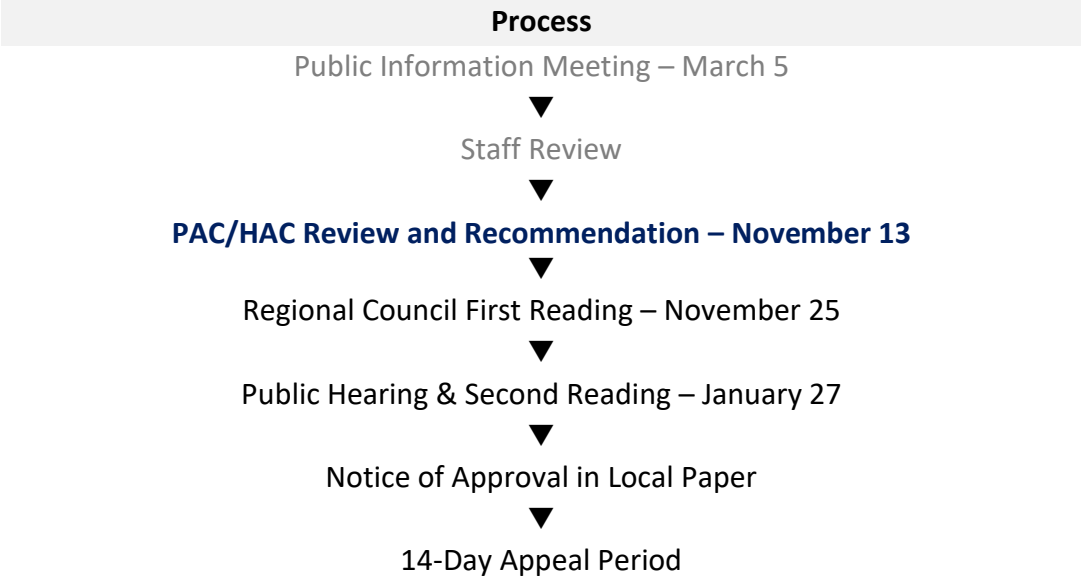 Process
Public Information Meeting – March 5
Staff Review
PAC/HAC Review and Recommendation – November 13
Regional Council First Reading – November 25
Public Hearing & Second Reading – January 27
Notice of Approval in Local Paper
14-Day Appeal Period